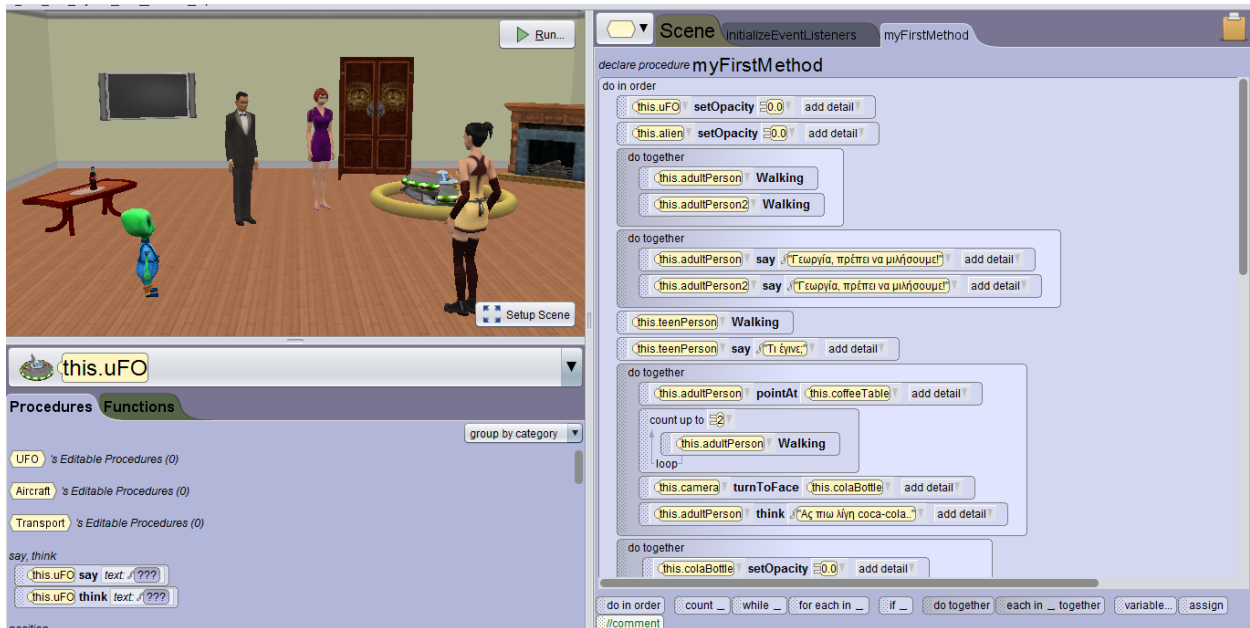 Run...
Setup Scene
this.uFO
Procedures Functions
group by category
UFO 's Editable Procedures (0)
Aircraft 's Editable Procedures (0)
Transport 's Editable Procedures (0)
say, think
this.uFO say text: ???
this.uFO think text: ???
Scene initializeEventListeners myFirstMethod
declare procedure myFirstMethod
do in order
this.uFO setOpacity 0.0 add detail
this.alien setOpacity 0.0 add detail
do together
this.adultPerson Walking
this.adultPerson2 Walking
do together
this.adultPerson say "Γεωργία, πρέπει να μιλήσουμε!" add detail
this.adultPerson2 say "Γεωργία, πρέπει να μιλήσουμε!" add detail
this.teenPerson Walking
this.teenPerson say "Τι έγινε;" add detail
do together
this.adultPerson pointAt this.coffeeTable add detail
count up to 2
this.adultPerson Walking
loop
this.camera turnToFace this.colaBottle add detail
this.adultPerson think "Ας πιω λίγη coca-cola.." add detail
do together
this.colaBottle setOpacity 0.0 add detail
do in order count _ while _ for each in _ if _ do together each in _ together variable... assign
//comment